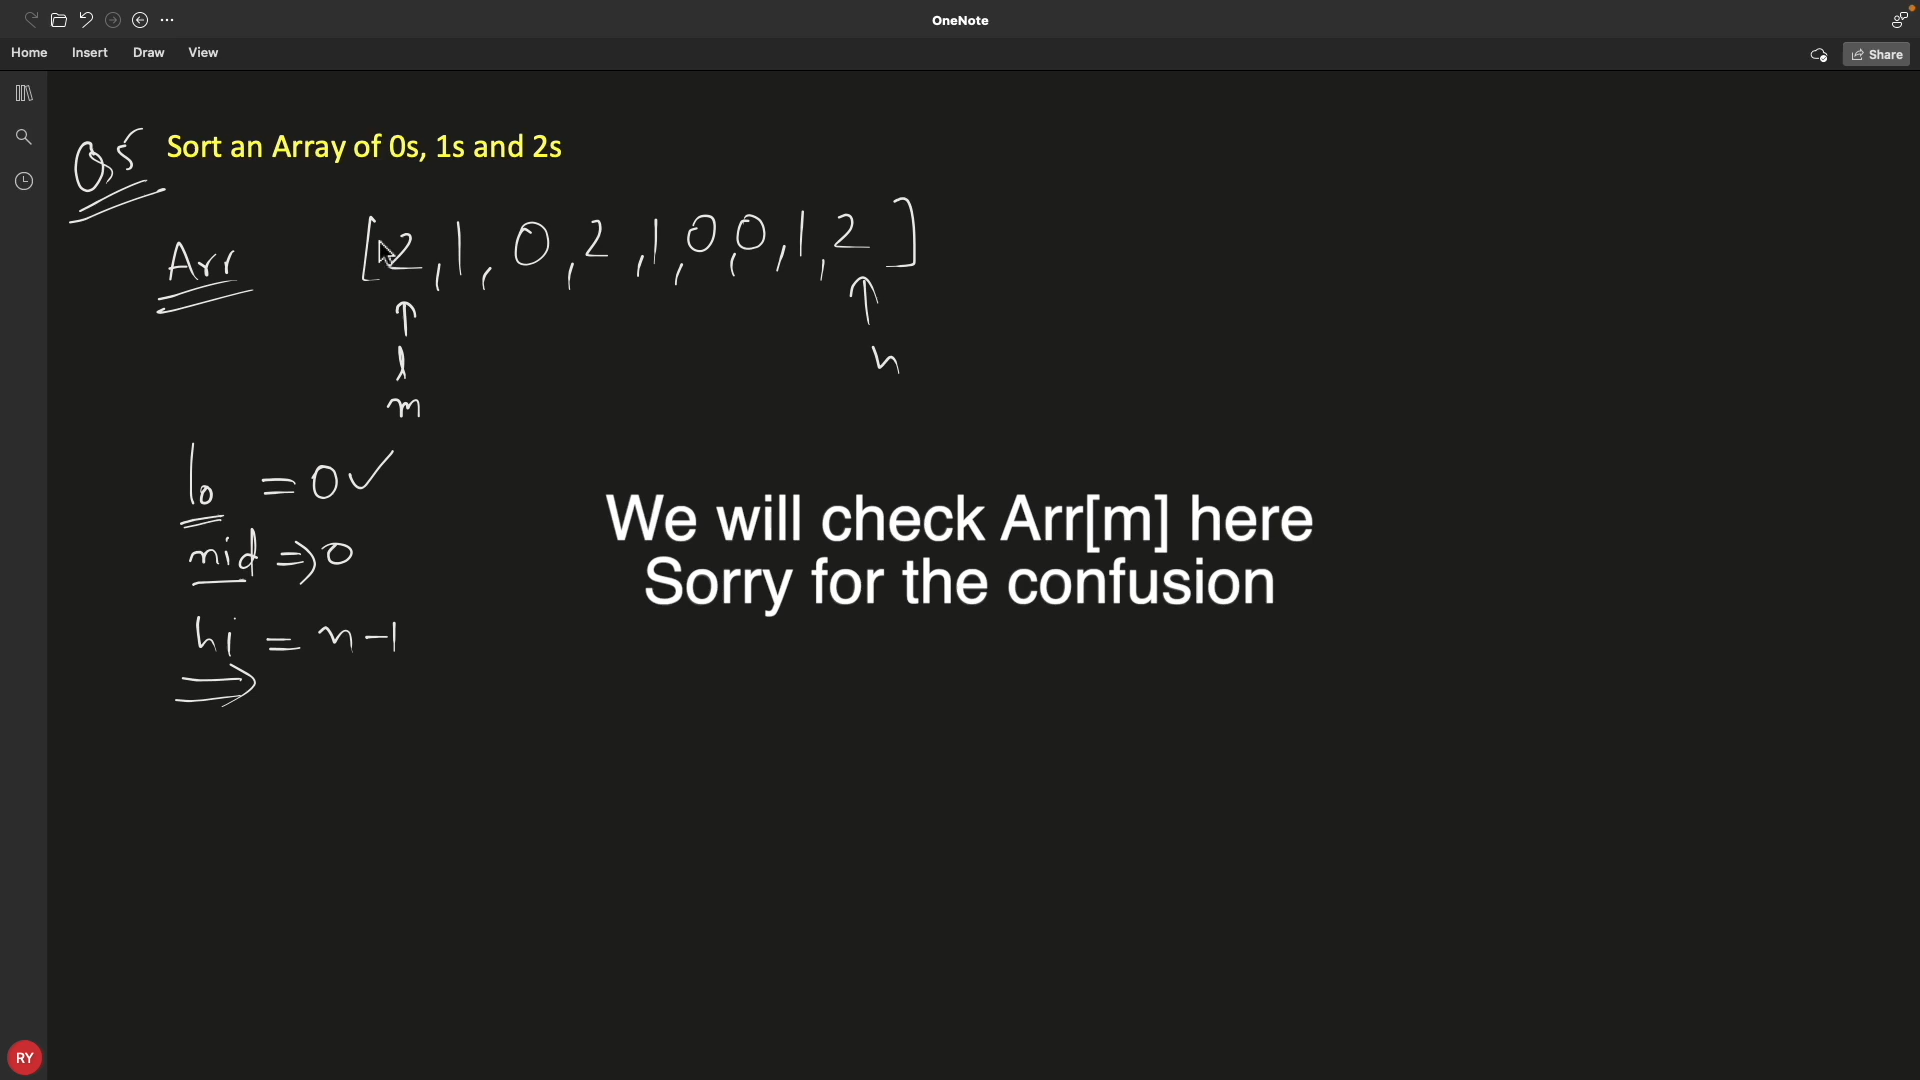 OneNote
Home Insert Draw View
Share
Q5 Sort an Array of 0s, 1s and 2s
Arr [2, 1, 0, 2, 1, 0, 0, 1, 2]
l h
m
lo = 0 ✓
mid => 0
hi = n-1
We will check Arr[m] here
Sorry for the confusion
RY